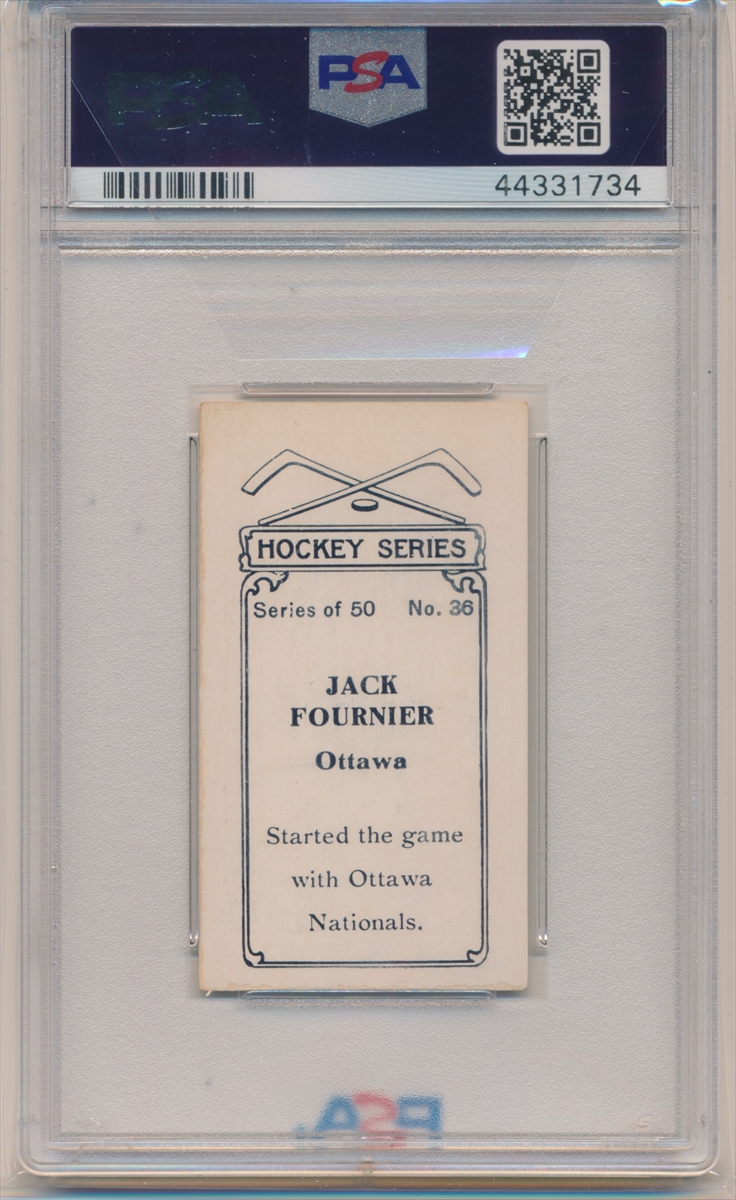 PSA
PSA
44331734
HOCKEY SERIES
Series of 50 No. 36
JACK
FOURNIER
Ottawa
Started the game
with Ottawa
Nationals.
PSA